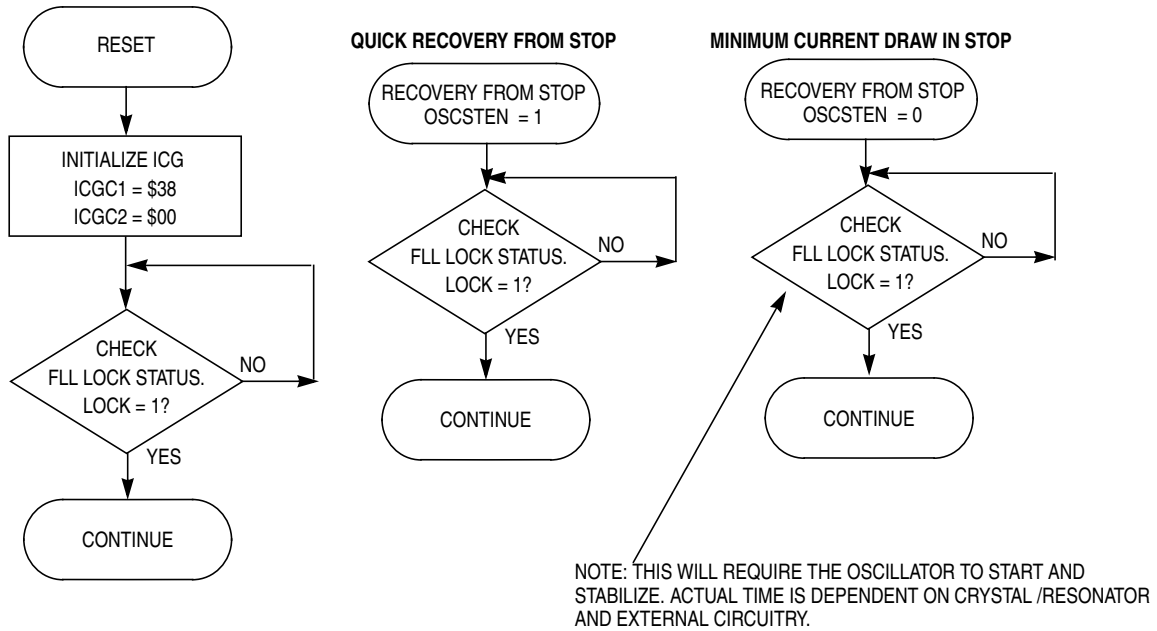 RESET
INITIALIZE ICG
ICGC1 = $38
ICGC2 = $00
CHECK
FLL LOCK STATUS.
LOCK = 1?
NO
YES
CONTINUE
QUICK RECOVERY FROM STOP
RECOVERY FROM STOP
OSCSTEN = 1
CHECK
FLL LOCK STATUS.
LOCK = 1?
NO
YES
CONTINUE
MINIMUM CURRENT DRAW IN STOP
RECOVERY FROM STOP
OSCSTEN = 0
CHECK
FLL LOCK STATUS.
LOCK = 1?
NO
YES
CONTINUE
NOTE: THIS WILL REQUIRE THE OSCILLATOR TO START AND
STABILIZE. ACTUAL TIME IS DEPENDENT ON CRYSTAL /RESONATOR
AND EXTERNAL CIRCUITRY.